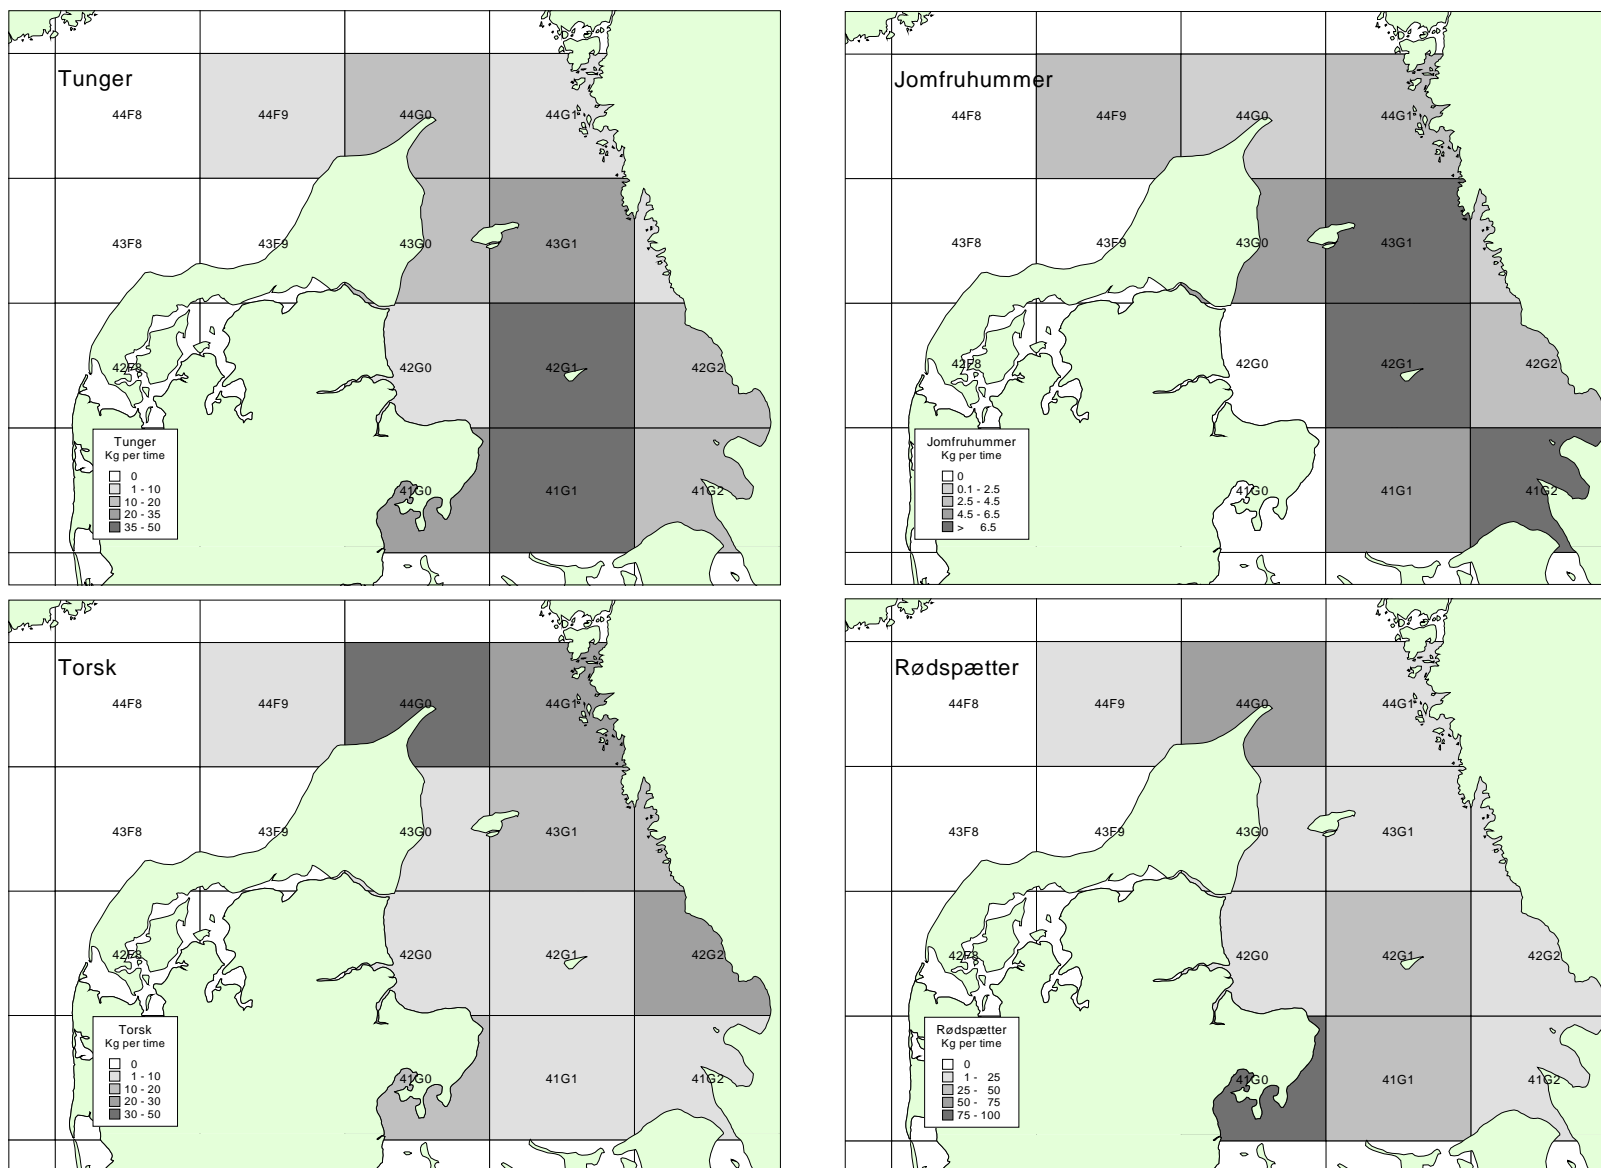 Tunger
44F8
44F9
44G0
44G1
43F8
43F9
43G0
43G1
42F8
42G0
42G1
42G2
41G0
41G1
41G2
Tunger
Kg per time
0
1 - 10
10 - 20
20 - 35
35 - 50
Jomfruhummer
44F8
44F9
44G0
44G1
43F8
43F9
43G0
43G1
42F8
42G0
42G1
42G2
41G0
41G1
41G2
Jomfruhummer
Kg per time
0
0.1 - 2.5
2.5 - 4.5
4.5 - 6.5
> 6.5
Torsk
44F8
44F9
44G0
44G1
43F8
43F9
43G0
43G1
42F8
42G0
42G1
42G2
41G0
41G1
41G2
Torsk
Kg per time
0
1 - 10
10 - 20
20 - 30
30 - 50
Rødspætter
44F8
44F9
44G0
44G1
43F8
43F9
43G0
43G1
42F8
42G0
42G1
42G2
41G0
41G1
41G2
Rødspætter
Kg per time
0
1 - 25
25 - 50
50 - 75
75 - 100